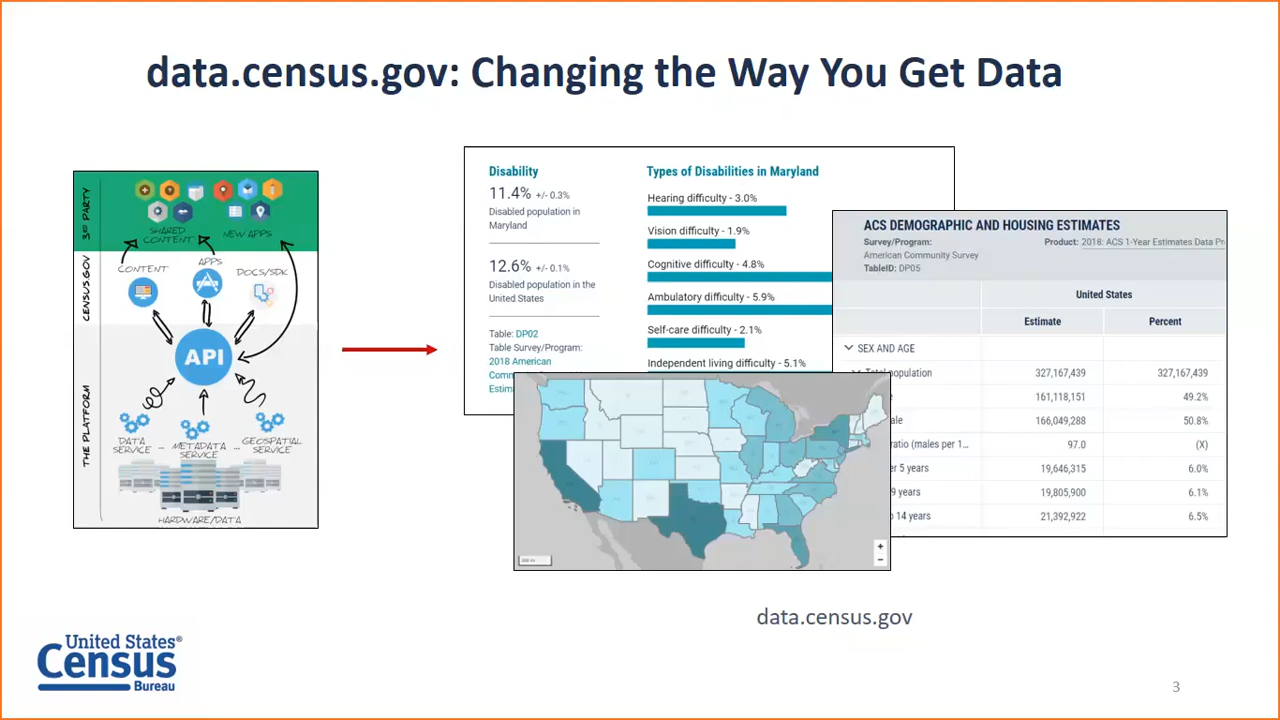 data.census.gov: Changing the Way You Get Data
3RD PARTY
SHARED
CONTENT
NEW APPS
CENSUS.GOV
CONTENT
APPS
DOCS/SDK
API
THE PLATFORM
DATA
SERVICE
...
METADATA
SERVICE
...
GEOSPATIAL
SERVICE
HARDWARE/DATA
Disability
11.4% +/- 0.3%
Disabled population in
Maryland
12.6% +/- 0.1%
Disabled population in the
United States
Table: DP02
Table Survey/Program:
2018 American
Types of Disabilities in Maryland
Hearing difficulty - 3.0%
Vision difficulty - 1.9%
Cognitive difficulty - 4.8%
Ambulatory difficulty - 5.9%
Self-care difficulty - 2.1%
Independent living difficulty - 5.1%
ACS DEMOGRAPHIC AND HOUSING ESTIMATES
Survey/Program:
American Community Survey
TableID: DP05
Product: 2018: ACS 1-Year Estimates Data Pr
United States
Estimate Percent
SEX AND AGE
Total population 327,167,439 327,167,439
161,118,151 49.2%
166,049,288 50.8%
ratio (males per 1... 97.0 (X)
5 years 19,646,315 6.0%
9 years 19,805,900 6.1%
14 years 21,392,922 6.5%
+
−
data.census.gov
United States®
Census
Bureau
3